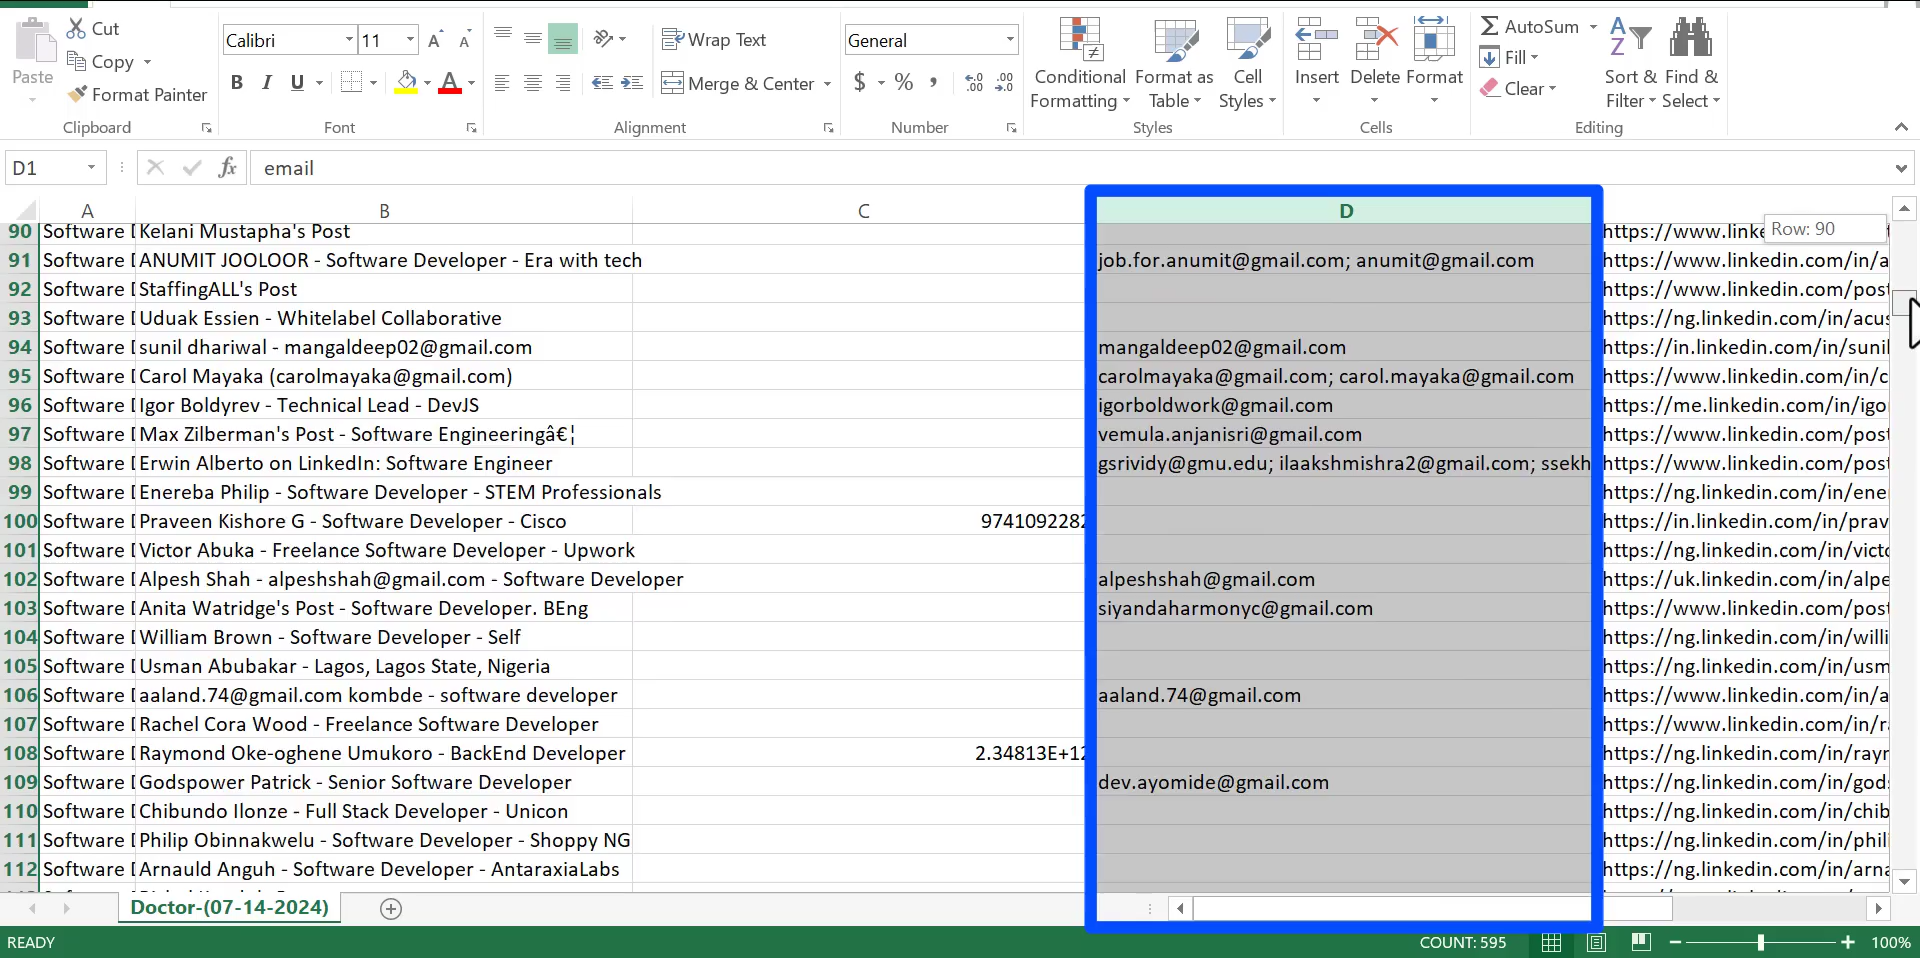 Paste
Cut
Copy
Format Painter
Clipboard
Calibri
11
A A
B I U A
Font
Wrap Text
Merge & Center
Alignment
General
$ % ,
.00
.00
Number
Conditional
Formatting
Format as
Table
Cell
Styles
Styles
Insert
Delete
Format
Cells
AutoSum
Fill
Clear
Sort &
Filter
Find &
Select
Editing
D1
fx
email
A B C D
90 Kelani Mustapha's Post https://www.linke
Row: 90
91 Software ANUMIT JOOLOOR - Software Developer - Era with tech job.for.anumit@gmail.com; anumit@gmail.com https://www.linkedin.com/in/a
92 Software StaffingALL's Post https://www.linkedin.com/post
93 Software Uduak Essien - Whitelabel Collaborative https://ng.linkedin.com/in/acus
94 Software sunil dhariwal - mangaldeep02@gmail.com mangaldeep02@gmail.com https://in.linkedin.com/in/sunil
95 Software Carol Mayaka (carolmayaka@gmail.com) carolmayaka@gmail.com; carol.mayaka@gmail.com https://www.linkedin.com/in/c
96 Software Igor Boldyrev - Technical Lead - DevJS igorboldwork@gmail.com https://me.linkedin.com/in/igo
97 Software Max Zilberman's Post - Software Engineeringâ€¦ vemula.anjanisri@gmail.com https://www.linkedin.com/post
98 Software Erwin Alberto on LinkedIn: Software Engineer gsrividy@gmu.edu; ilaakshmishra2@gmail.com; ssekh https://www.linkedin.com/post
99 Software Enereba Philip - Software Developer - STEM Professionals https://ng.linkedin.com/in/ene
100 Software Praveen Kishore G - Software Developer - Cisco 9741092282 https://in.linkedin.com/in/prav
101 Software Victor Abuka - Freelance Software Developer - Upwork https://ng.linkedin.com/in/victo
102 Software Alpesh Shah - alpeshshah@gmail.com - Software Developer alpeshshah@gmail.com https://uk.linkedin.com/in/alpe
103 Software Anita Watridge's Post - Software Developer. BEng siyandaharmonyc@gmail.com https://www.linkedin.com/post
104 Software William Brown - Software Developer - Self https://ng.linkedin.com/in/willi
105 Software Usman Abubakar - Lagos, Lagos State, Nigeria https://ng.linkedin.com/in/usm
106 Software aaland.74@gmail.com kombde - software developer aaland.74@gmail.com https://www.linkedin.com/in/a
107 Software Rachel Cora Wood - Freelance Software Developer https://www.linkedin.com/in/ra
108 Software Raymond Oke-oghene Umukoro - BackEnd Developer 2.34813E+12 https://ng.linkedin.com/in/rayn
109 Software Godspower Patrick - Senior Software Developer dev.ayomide@gmail.com https://ng.linkedin.com/in/god
110 Software Chibundo Ilonze - Full Stack Developer - Unicon https://ng.linkedin.com/in/chib
111 Software Philip Obinnakwelu - Software Developer - Shoppy NG https://ng.linkedin.com/in/phili
112 Software Arnauld Anguh - Software Developer - AntaraxiaLabs https://ng.linkedin.com/in/arna
Doctor-(07-14-2024)
READY
COUNT: 595
100%